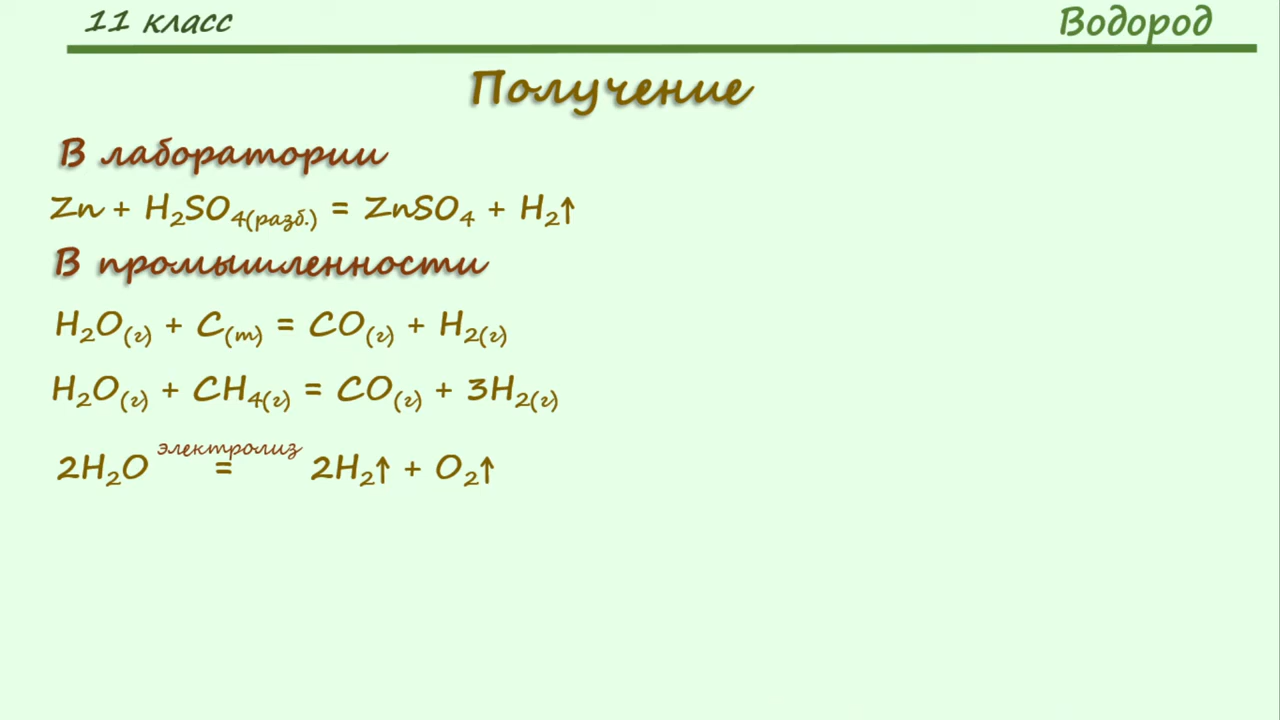 11 класс
Водород
Получение
В лаборатории
Zn + H₂SO₄(разб.) = ZnSO₄ + H₂↑
В промышленности
H₂O(г) + C(т) = CO(г) + H₂(г)
H₂O(г) + CH₄(г) = CO(г) + 3H₂(г)
электролиз
2H₂O = 2H₂↑ + O₂↑